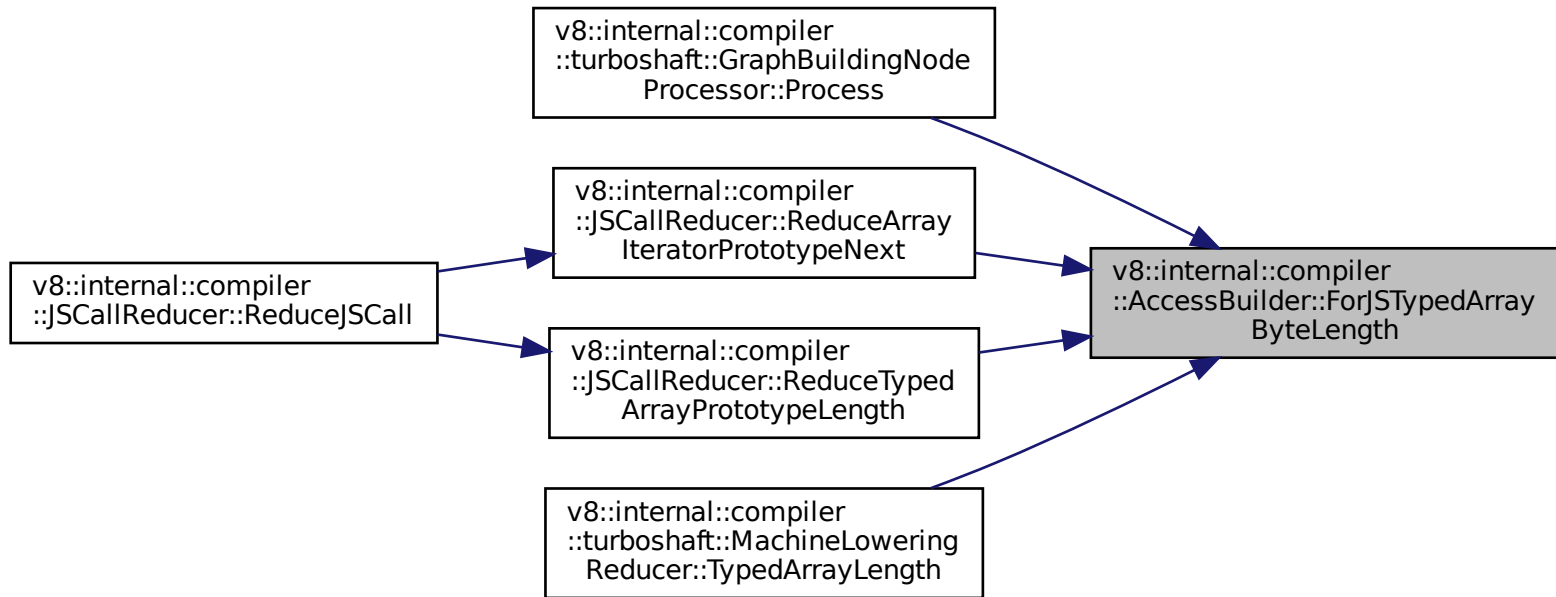 v8::internal::compiler
::turboshaft::GraphBuildingNode
Processor::Process
v8::internal::compiler
::JSCallReducer::ReduceArray
IteratorPrototypeNext
v8::internal::compiler
::JSCallReducer::ReduceJSCall
v8::internal::compiler
::AccessBuilder::ForJSTypedArray
ByteLength
v8::internal::compiler
::JSCallReducer::ReduceTyped
ArrayPrototypeLength
v8::internal::compiler
::turboshaft::MachineLowering
Reducer::TypedArrayLength